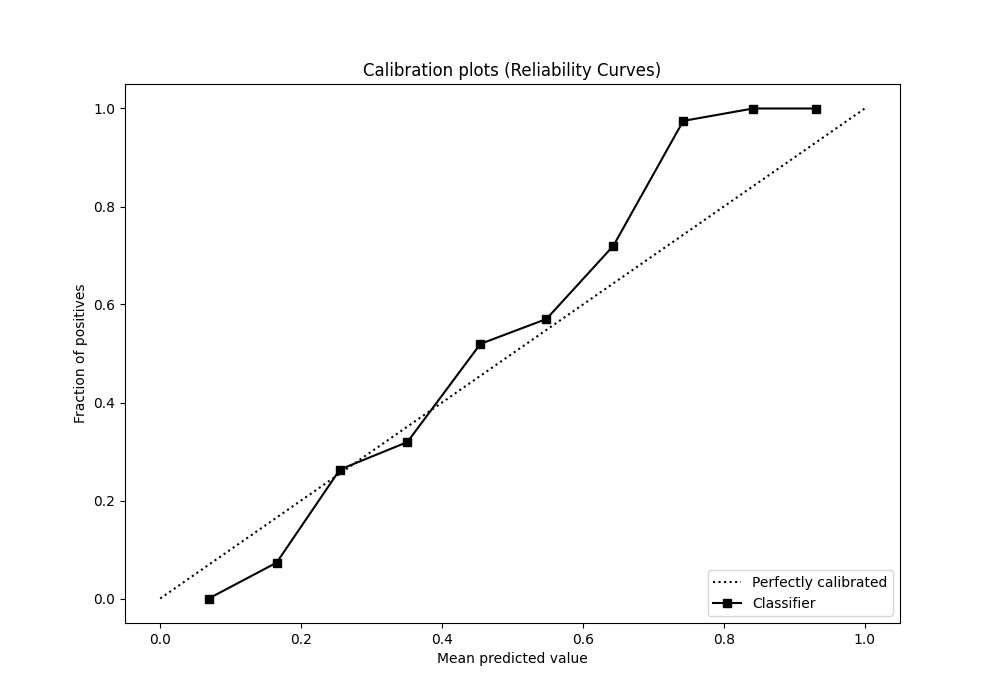 Calibration plots (Reliability Curves)
1.0
0.8
0.6
0.4
0.2
0.0
Fraction of positives
Perfectly calibrated
Classifier
0.0 0.2 0.4 0.6 0.8 1.0
Mean predicted value